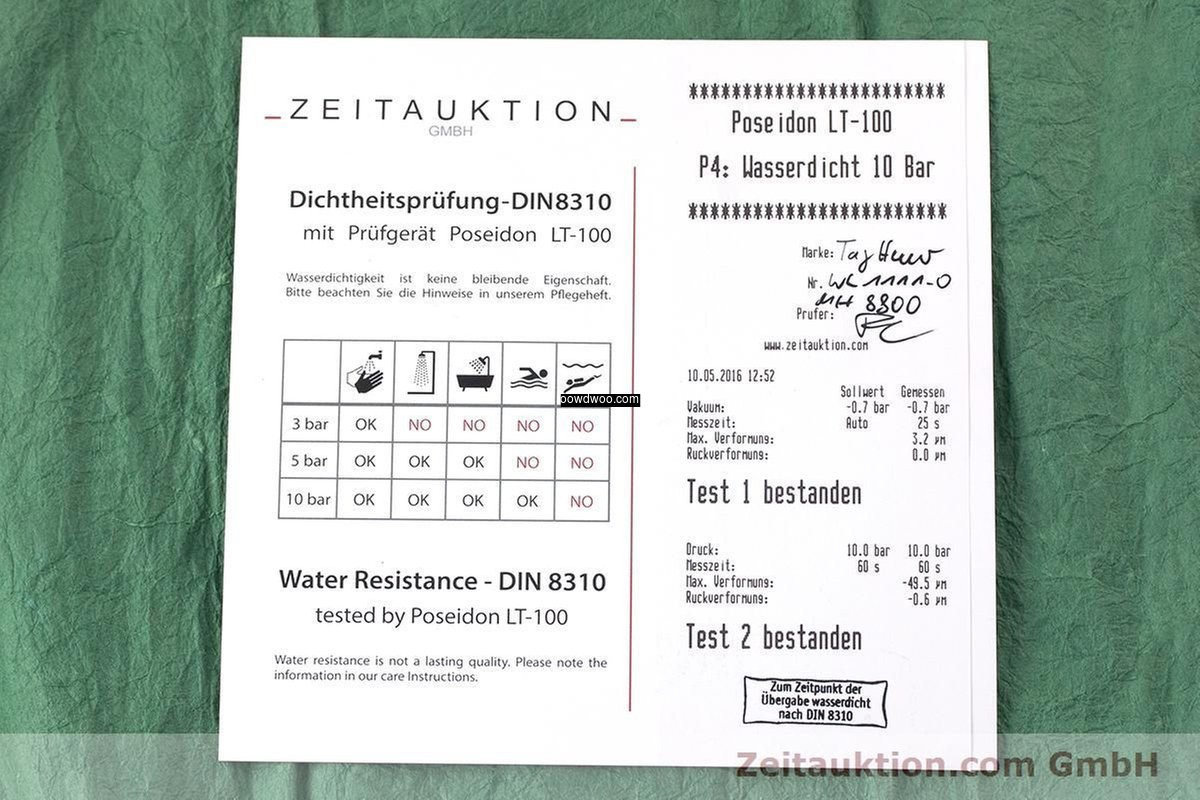 ZEITAUKTION
GMBH
Dichtheitsprüfung-DIN8310
mit Prüfgerät Poseidon LT-100
Wasserdichtigkeit ist keine bleibende Eigenschaft.
Bitte beachten Sie die Hinweise in unserem Pflegeheft.
3 bar OK NO NO NO NO
5 bar OK OK OK NO NO
10 bar OK OK OK OK NO
Water Resistance - DIN 8310
tested by Poseidon LT-100
Water resistance is not a lasting quality. Please note the
information in our care Instructions.
************************
Poseidon LT-100
P4: Wasserdicht 10 Bar
************************
Marke: Tag Heuer
Nr. WC 1111-0
MH 8800
Prufer:
www.zeitauktion.com
10.05.2016 12:52
Sollwert Gemessen
Vakuum: -0.7 bar -0.7 bar
Messzeit: Auto 25 s
Max. Verformung: 3.2 µm
Ruckverformung: 0.0 µm
Test 1 bestanden
Druck: 10.0 bar 10.0 bar
Messzeit: 60 s 60 s
Max. Verformung: -49.5 µm
Ruckverformung: -0.6 µm
Test 2 bestanden
Zum Zeitpunkt der
Übergabe wasserdicht
nach DIN 8310
powdwoo.com
Zeitauktion.com GmbH